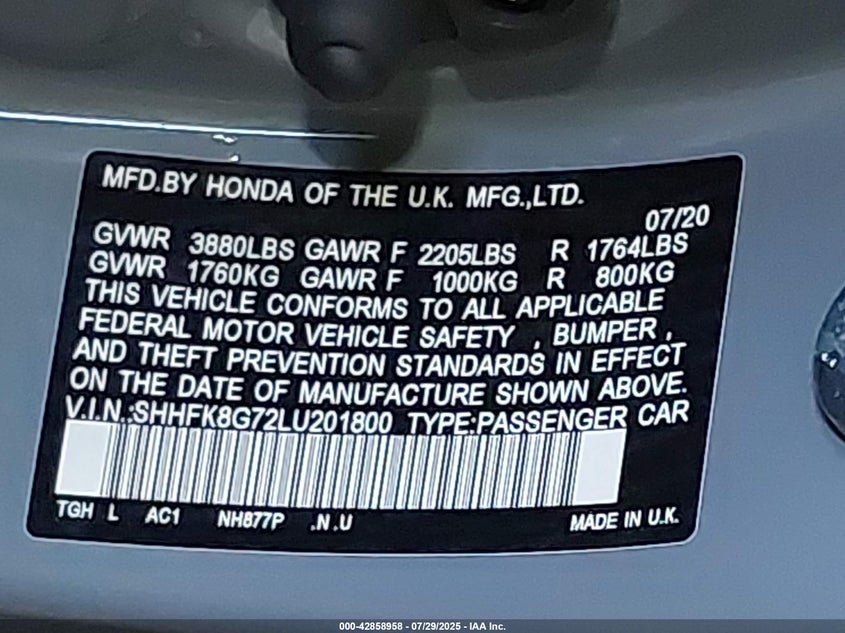 MFD.BY HONDA OF THE U.K. MFG.,LTD.
07/20
GVWR 3880LBS GAWR F 2205LBS R 1764LBS
GVWR 1760KG GAWR F 1000KG R 800KG
THIS VEHICLE CONFORMS TO ALL APPLICABLE
FEDERAL MOTOR VEHICLE SAFETY , BUMPER ,
AND THEFT PREVENTION STANDARDS IN EFFECT
ON THE DATE OF MANUFACTURE SHOWN ABOVE.
V.I.N.:SHHFK8G72LU201800 TYPE:PASSENGER CAR
TGH L AC1 NH877P .N.U MADE IN U.K.
000-42858958 - 07/29/2025 - IAA Inc.